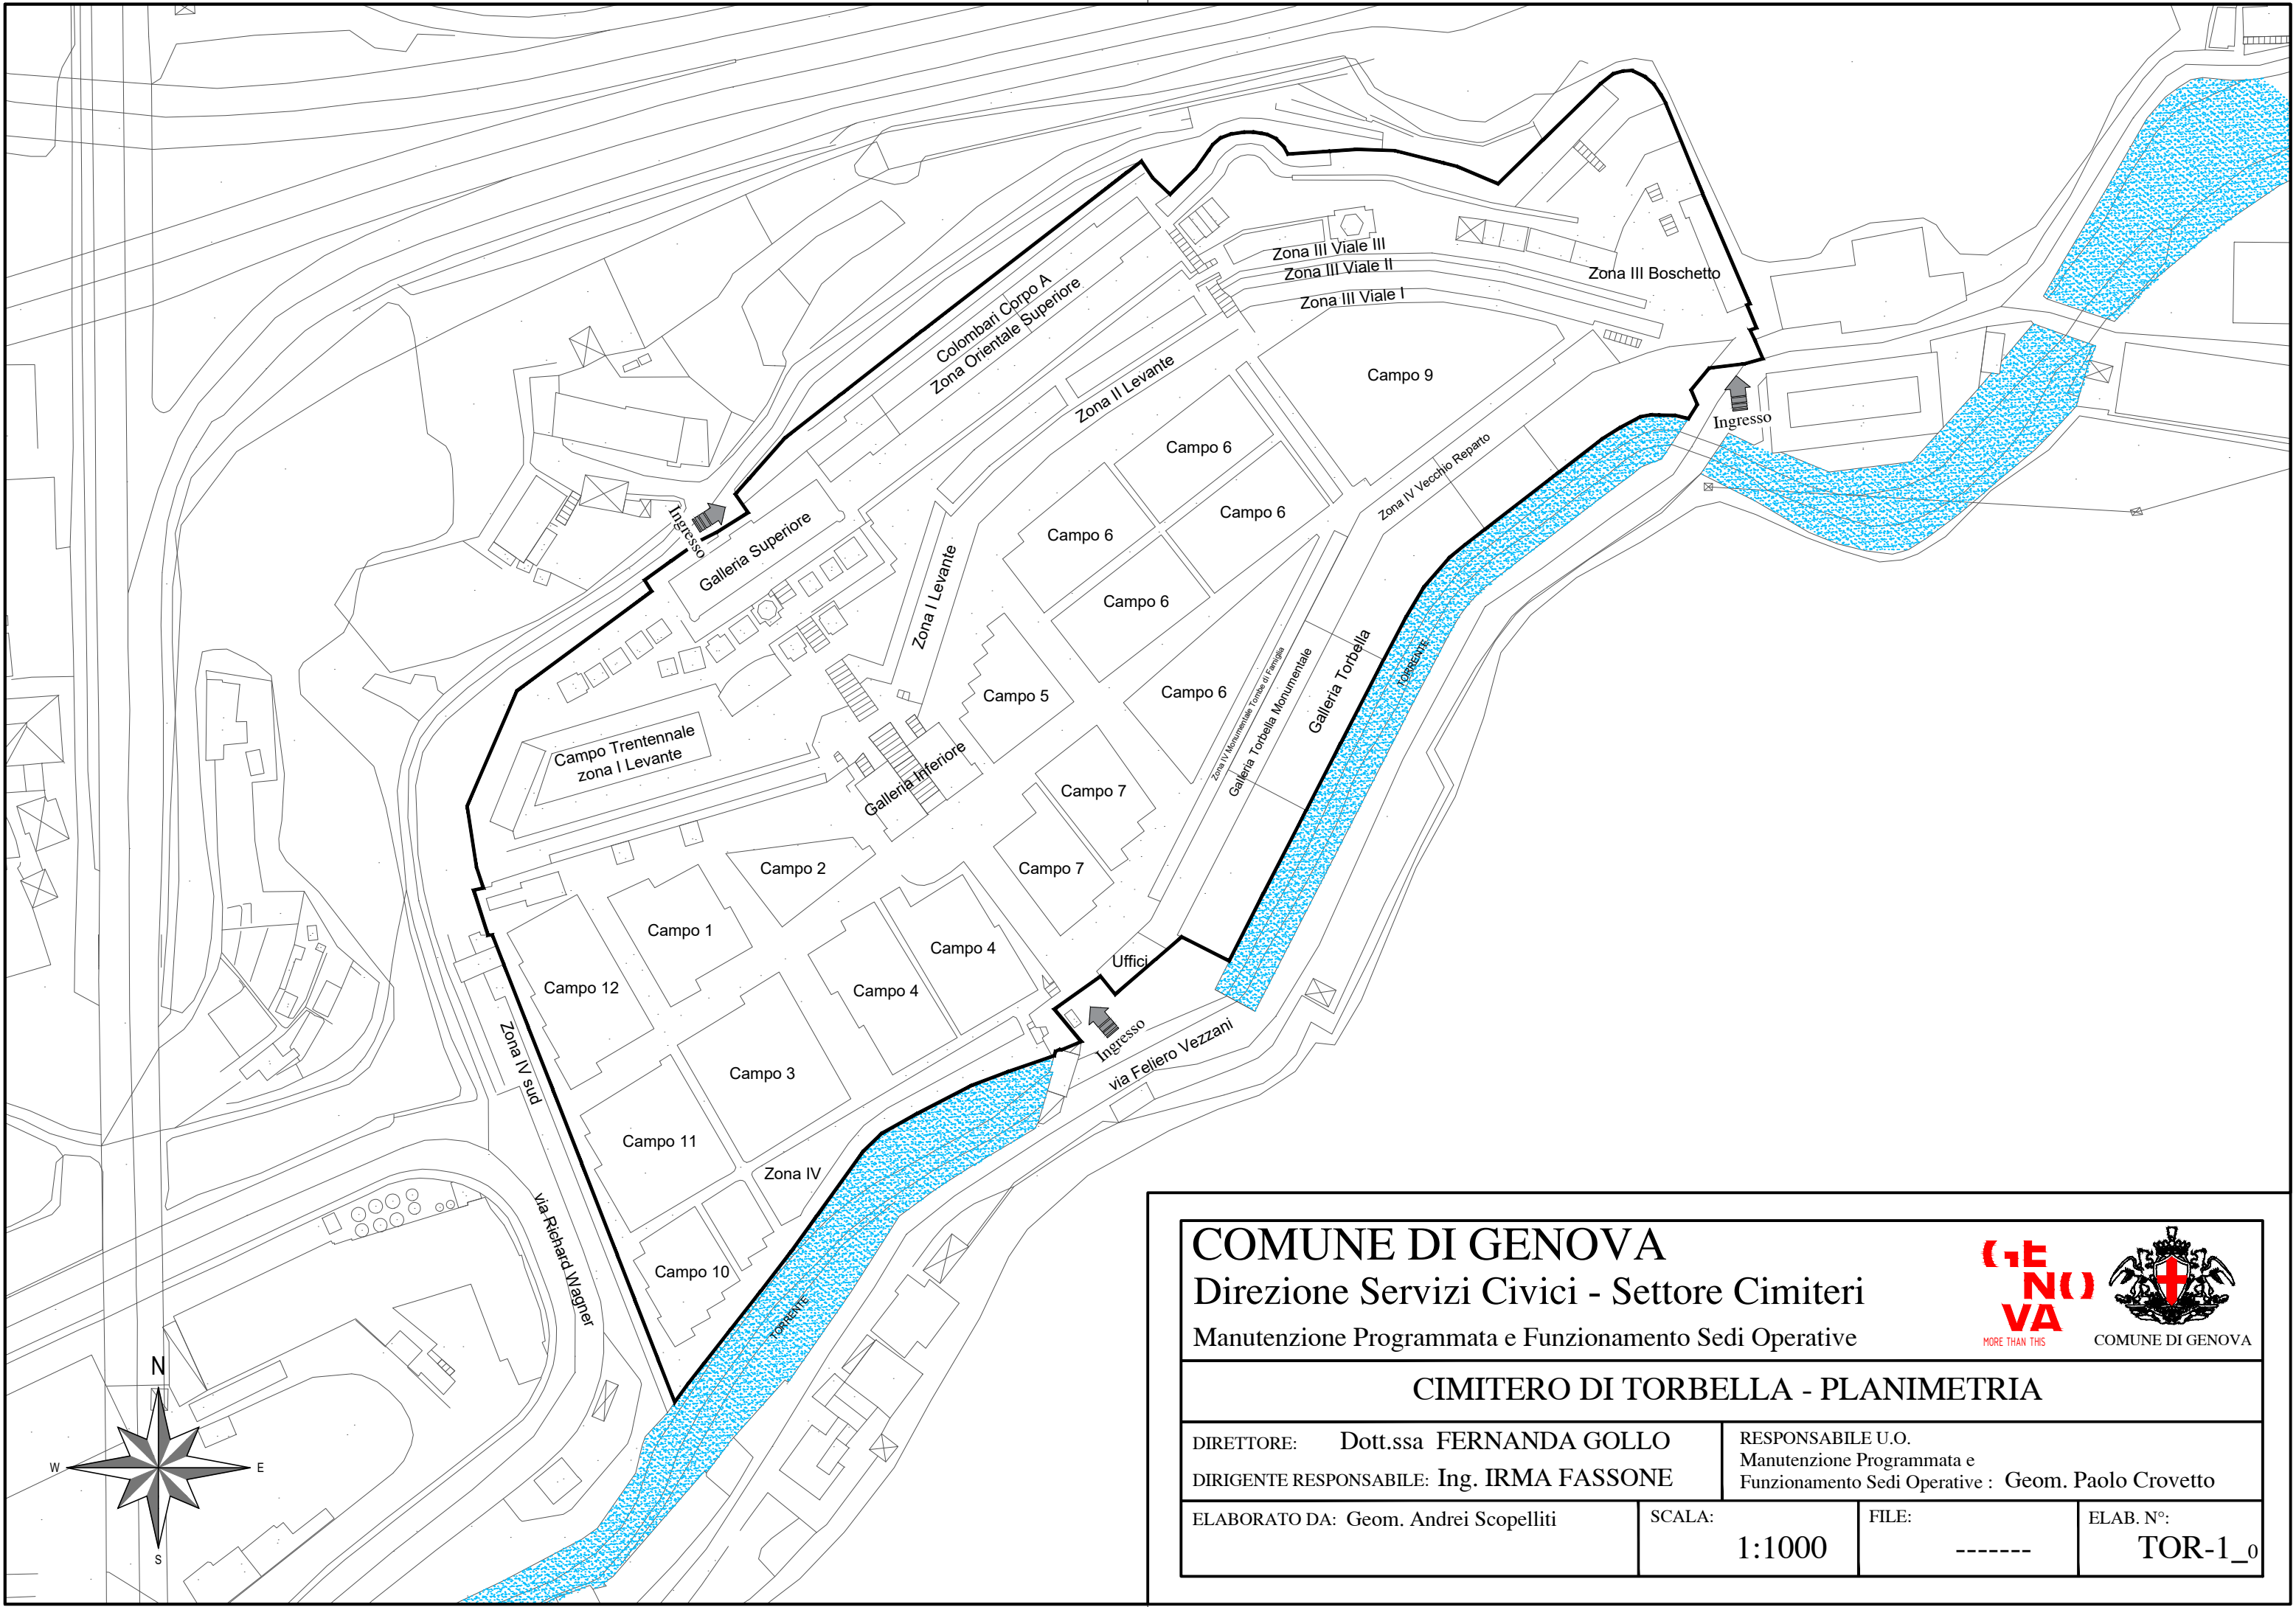 Zona III Viale III
Zona III Viale II
Zona III Viale I
Zona III Boschetto
Colombari Corpo A
Zona Orientale Superiore
Zona II Levante
Campo 9
Ingresso
Campo 6
Zona IV Vecchio Reparto
Campo 6
Campo 6
Ingresso
Galleria Superiore
Zona I Levante
Campo 6
Campo 5
Campo 6
Zona IV Monumentale Tombe di Famiglia
Galleria Torbella Monumentale
Galleria Torbella
TORRENTE
Campo Trentennale
zona I Levante
Galleria Inferiore
Campo 7
Campo 7
Campo 2
Campo 1
Campo 4
Uffici
Campo 12
Campo 4
Ingresso
via Feliero Vezzani
Zona IV sud
Campo 3
Campo 11
Zona IV
via Richard Wagner
Campo 10
TORRENTE
N
W
E
S
COMUNE DI GENOVA
Direzione Servizi Civici - Settore Cimiteri
Manutenzione Programmata e Funzionamento Sedi Operative
GE
NO
VA
MORE THAN THIS
COMUNE DI GENOVA
CIMITERO DI TORBELLA - PLANIMETRIA
DIRETTORE: Dott.ssa FERNANDA GOLLO
DIRIGENTE RESPONSABILE: Ing. IRMA FASSONE
RESPONSABILE U.O.
Manutenzione Programmata e
Funzionamento Sedi Operative : Geom. Paolo Crovetto
ELABORATO DA: Geom. Andrei Scopelliti
SCALA:
1:1000
FILE:
-------
ELAB. N°:
TOR-1_0